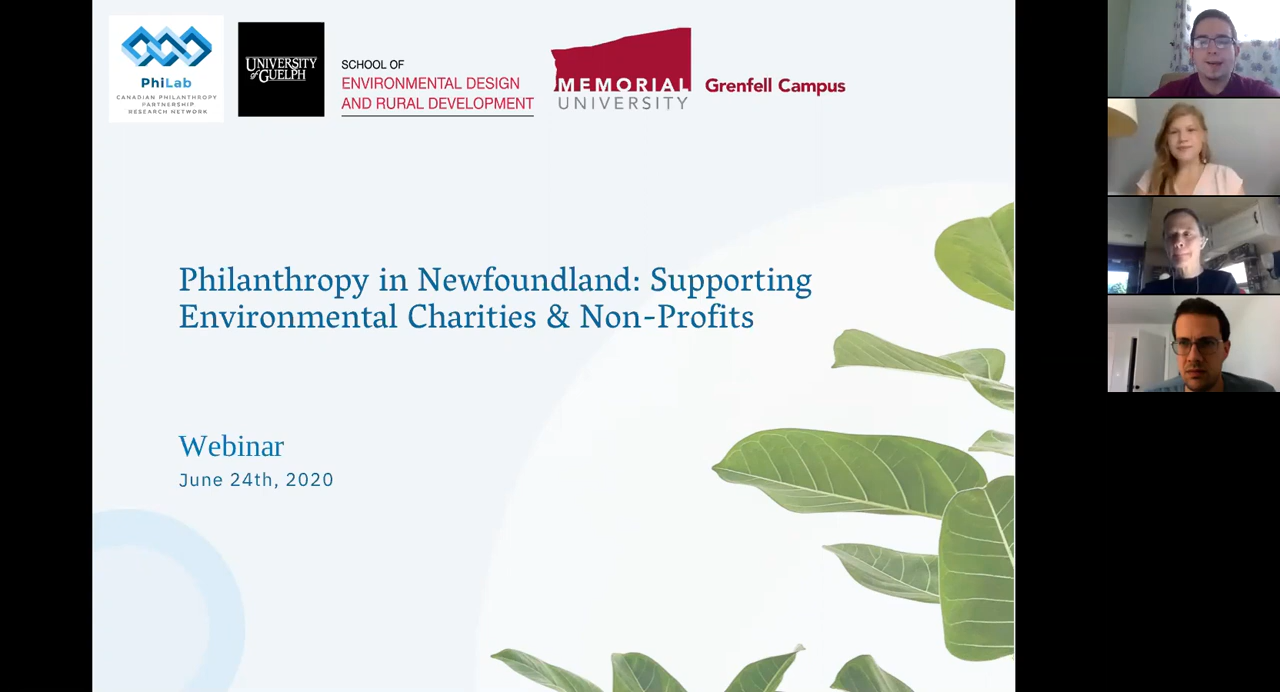 PhiLab
CANADIAN PHILANTHROPY
PARTNERSHIP
RESEARCH NETWORK
UNIVERSITY
of GUELPH
SCHOOL OF
ENVIRONMENTAL DESIGN
AND RURAL DEVELOPMENT
MEMORIAL
UNIVERSITY
Grenfell Campus
Philanthropy in Newfoundland: Supporting
Environmental Charities & Non-Profits
Webinar
June 24th, 2020